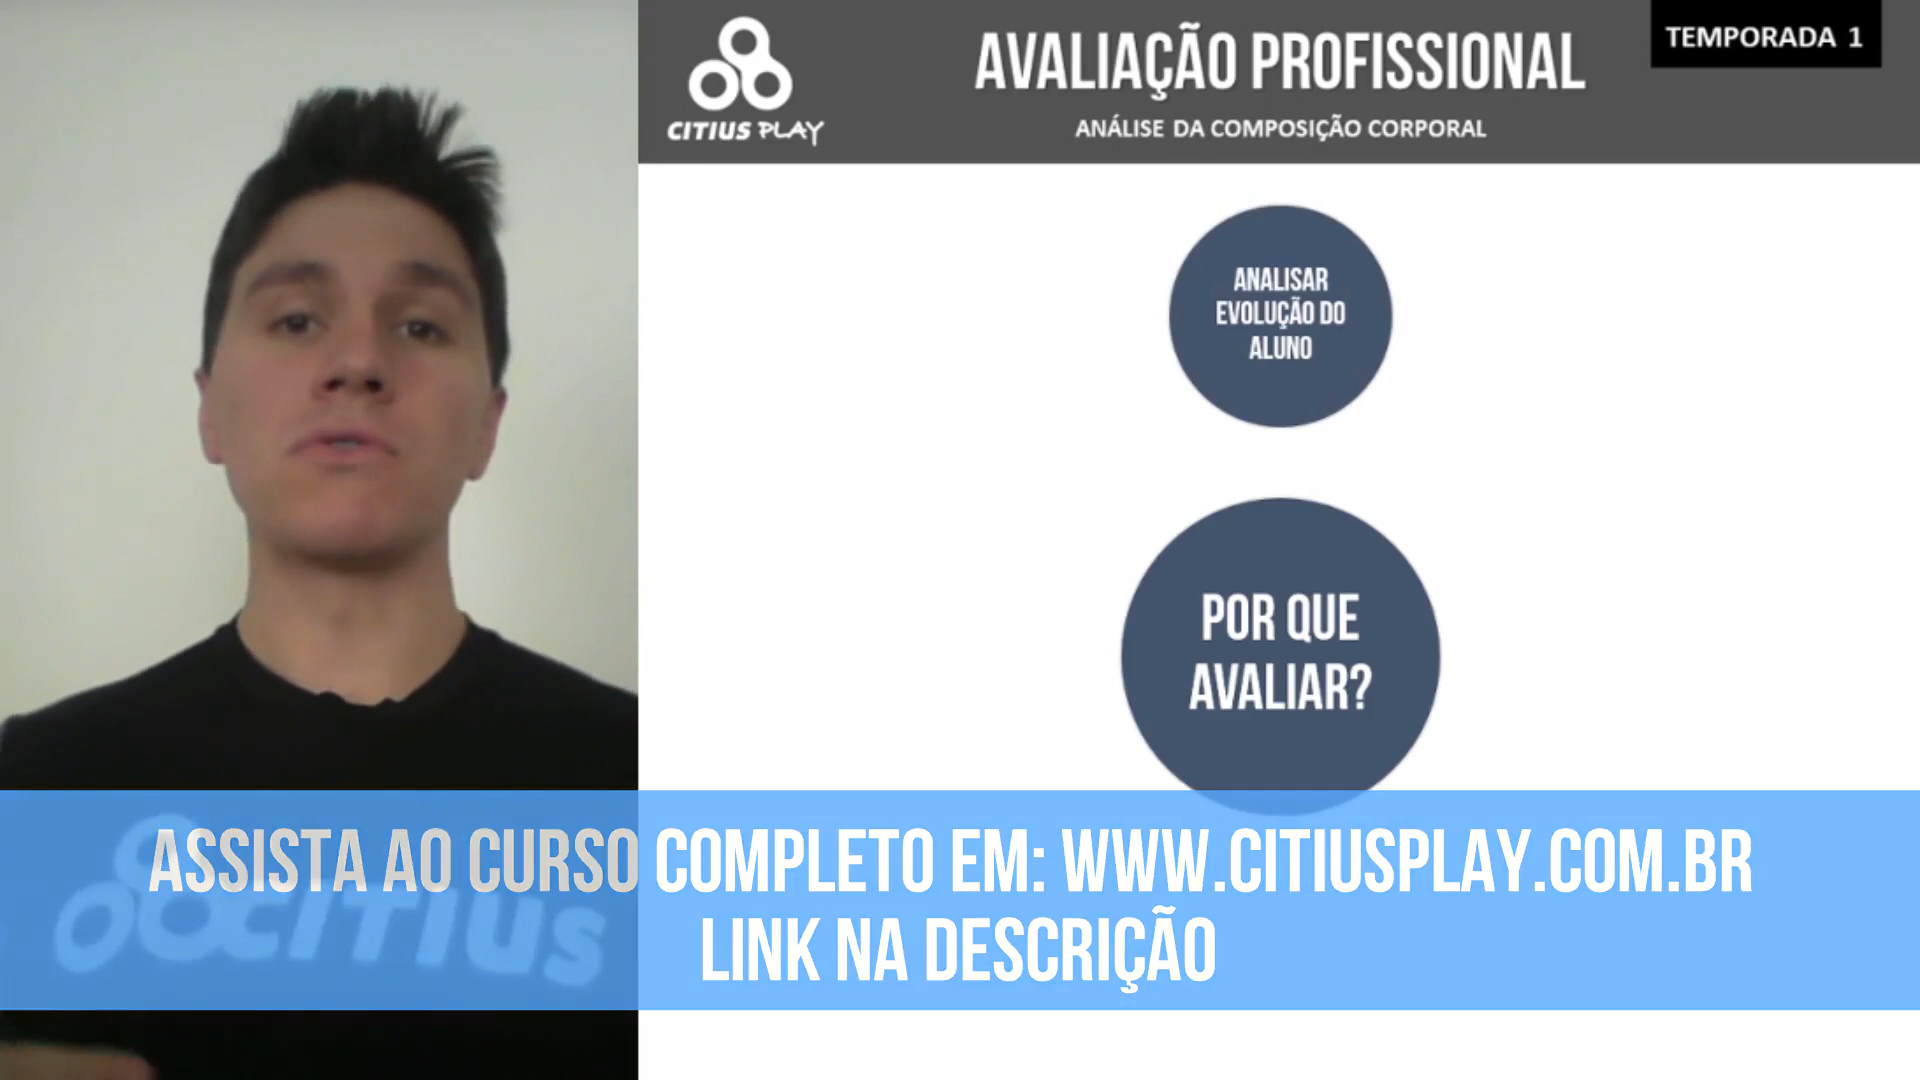 CITIUS PLAY
AVALIAÇÃO PROFISSIONAL
ANÁLISE DA COMPOSIÇÃO CORPORAL
TEMPORADA 1
ANALISAR
EVOLUÇÃO DO
ALUNO
POR QUE
AVALIAR?
ASSISTA AO CURSO COMPLETO EM: WWW.CITIUSPLAY.COM.BR
LINK NA DESCRIÇÃO
CITIUS